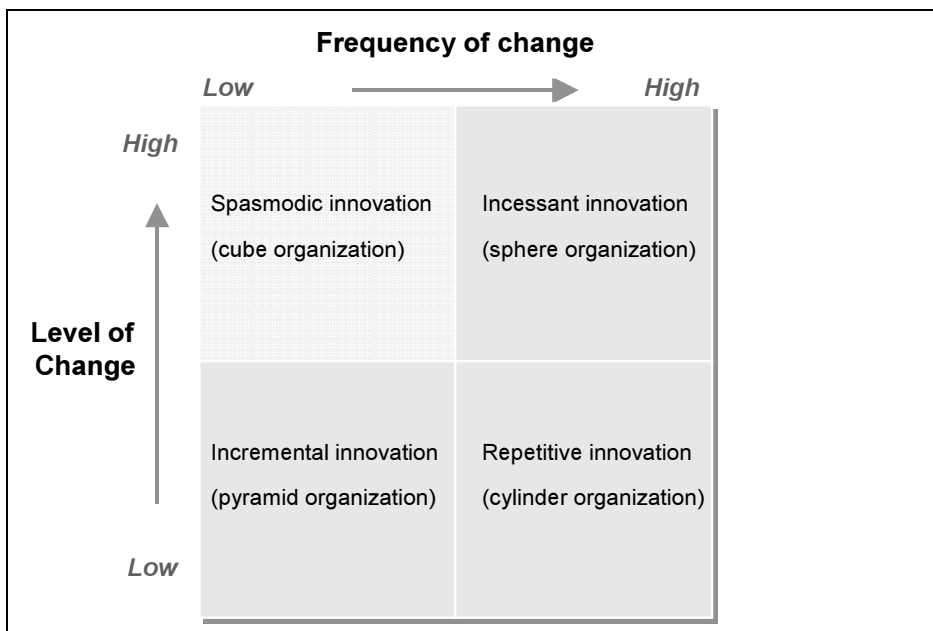 Frequency of change
Low
High
High
Spasmodic innovation
(cube organization)
Incessant innovation
(sphere organization)
Level of
Change
Incremental innovation
(pyramid organization)
Repetitive innovation
(cylinder organization)
Low